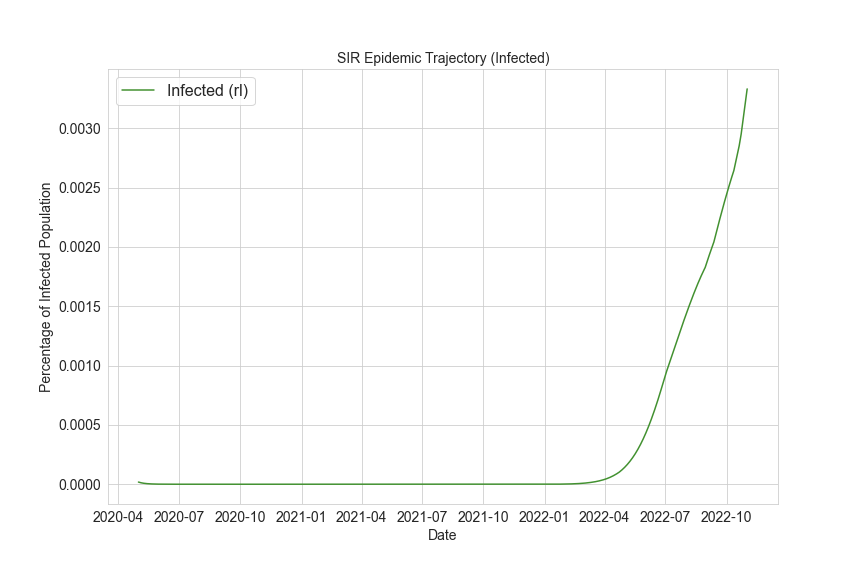 SIR Epidemic Trajectory (Infected)
Infected (rI)
0.0030
0.0025
0.0020
0.0015
0.0010
0.0005
0.0000
Percentage of Infected Population
2020-04 2020-07 2020-10 2021-01 2021-04 2021-07 2021-10 2022-01 2022-04 2022-07 2022-10
Date